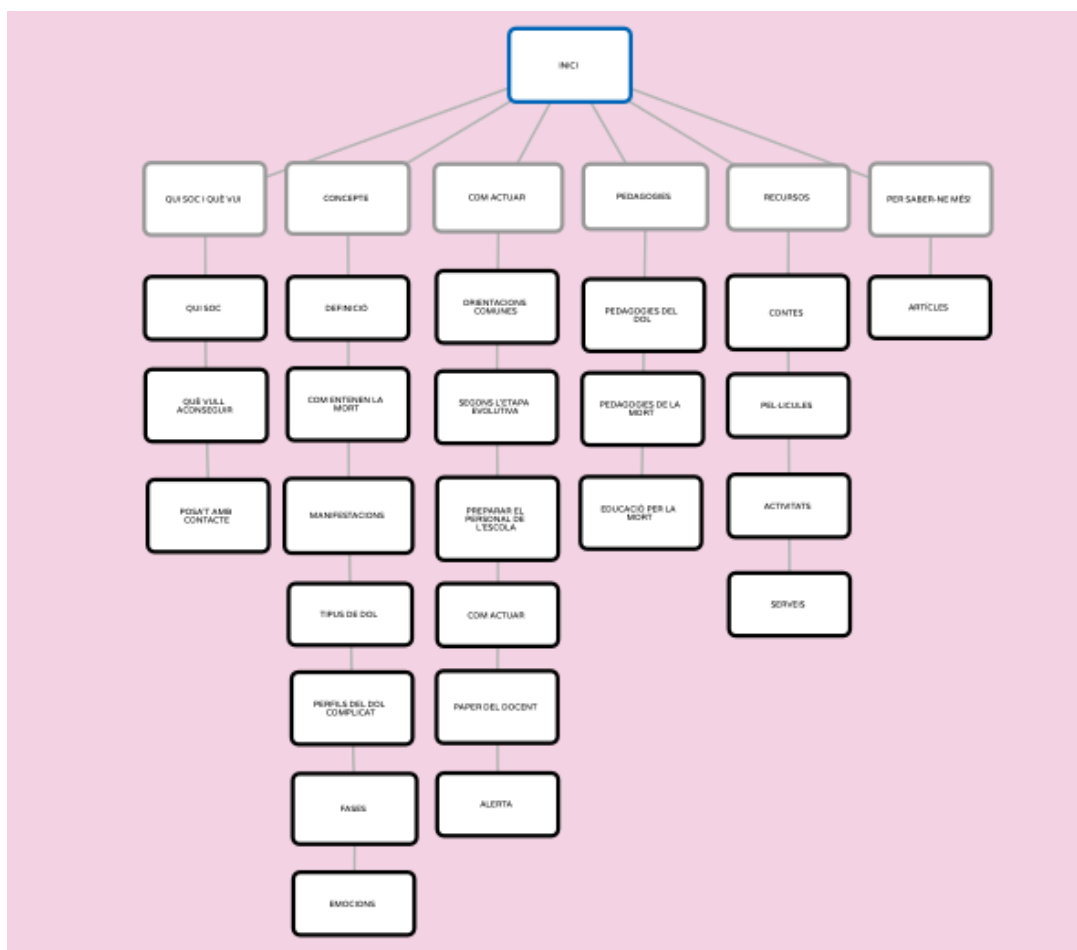 INICI
QUI SOC I QUÈ VUI
CONCEPTE
COM ACTUAR
PEDAGOGIES
RECURSOS
PER SABER-NE MÉS!
QUI SOC
QUÈ VULL
ACONSEGUIR
POSA'T AMB
CONTACTE
DEFINICIÓ
COM ENTENEN LA
MORT
MANIFESTACIONS
TIPUS DE DOL
PERFILS DEL DOL
COMPLICAT
FASES
EMOCIONS
ORIENTACIONS
COMUNES
SEGONS L'ETAPA
EVOLUTIVA
PREPARAR EL
PERSONAL DE
L'ESCOLA
COM ACTUAR
PAPER DEL DOCENT
ALERTA
PEDAGOGIES DEL
DOL
PEDAGOGIES DE LA
MORT
EDUCACIÓ PER LA
MORT
CONTES
PEL·LICULES
ACTIVITATS
SERVEIS
ARTÍCLES